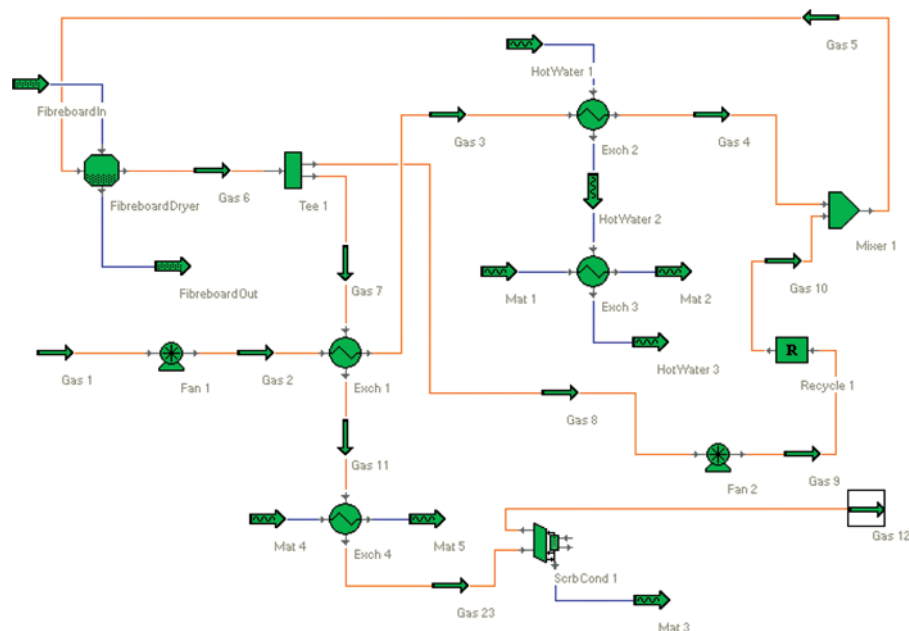 Gas 5
HotWater 1
FibreboardIn
Gas 3
Exch 2
Gas 4
Gas 6
Tee 1
FibreboardDryer
HotWater 2
Mixer 1
FibreboardOut
Gas 7
Mat 1
Exch 3
Mat 2
Gas 10
R
Gas 1
Fan 1
Gas 2
Exch 1
HotWater 3
Recycle 1
Gas 8
Gas 11
Fan 2
Gas 9
Mat 4
Exch 4
Mat 5
Gas 12
ScrbCond 1
Gas 23
Mat 3